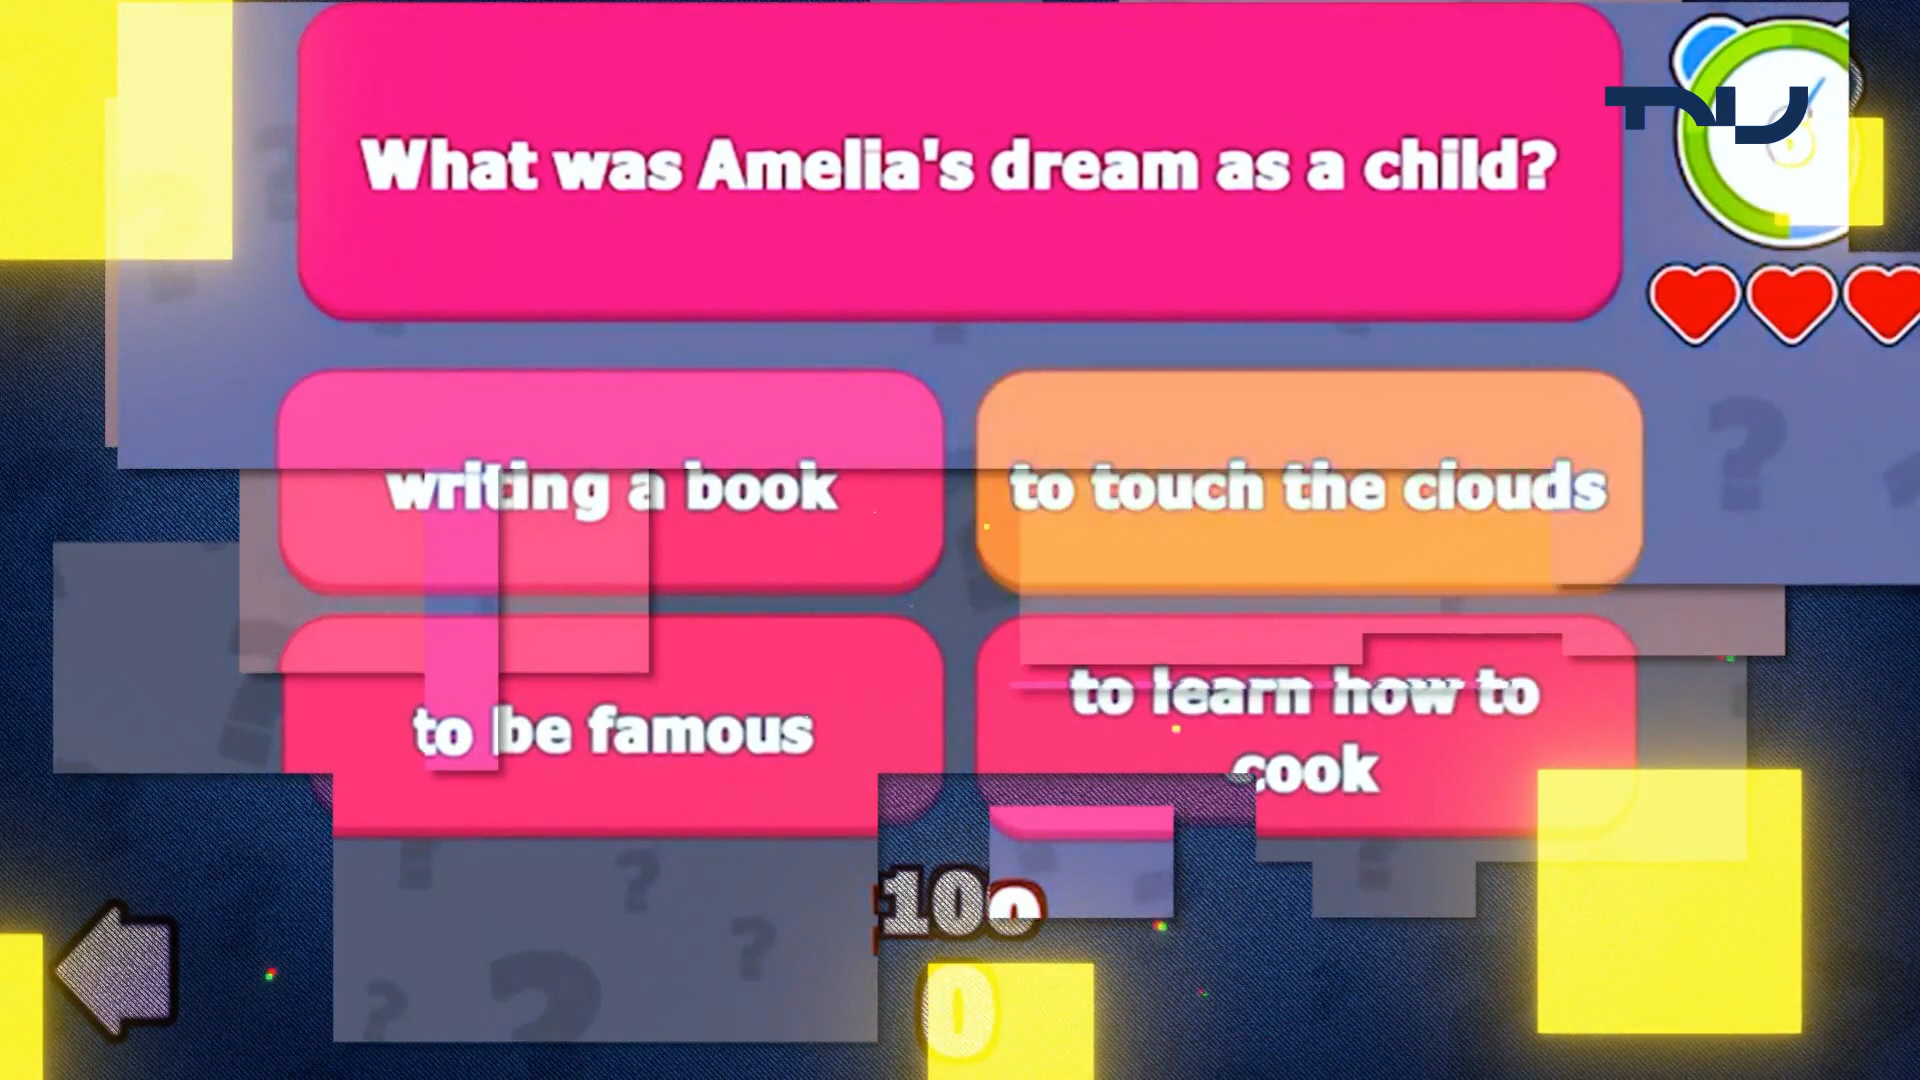 What was Amelia's dream as a child?
writing a book
to touch the clouds
to be famous
to learn how to
cook
100
0